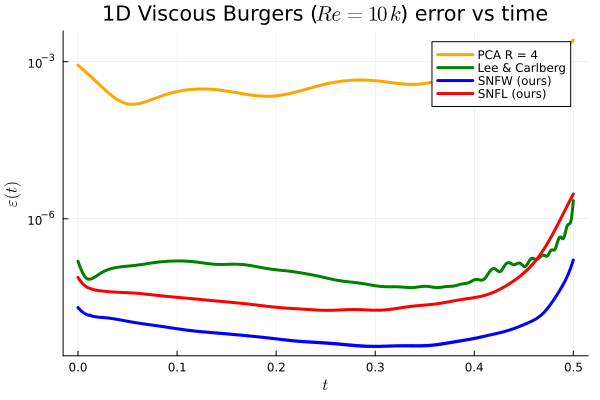 1D Viscous Burgers (Re = 10k) error vs time
PCA R = 4
Lee & Carlberg
SNFW (ours)
SNFL (ours)
10⁻³
10⁻⁶
ε(t)
0.0 0.1 0.2 0.3 0.4 0.5
t